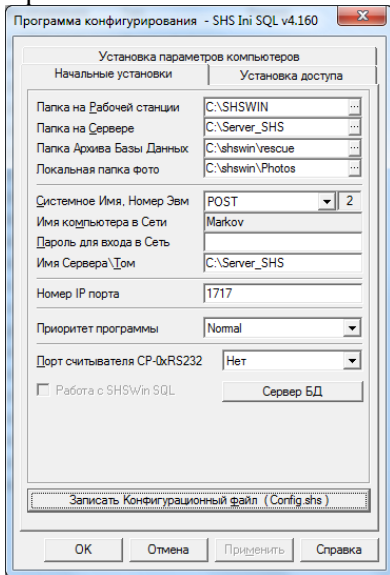 Программа конфигурирования - SHS Ini SQL v4.160
Установка параметров компьютеров
Начальные установки Установка доступа
Папка на Рабочей станции C:\SHSWIN ...
Папка на Сервере C:\Server_SHS ...
Папка Архива Базы Данных C:\shswin\rescue ...
Локальная папка фото C:\shswin\Photos ...
Системное Имя, Номер Эвм POST 2
Имя компьютера в Сети Markov
Пароль для входа в Сеть
Имя Сервера\Том C:\Server_SHS
Номер IP порта 1717
Приоритет программы Normal
Порт считывателя CP-0xRS232 Нет
Работа с SHSWin SQL Сервер БД
Записать Конфигурационный файл ( Config.shs )
OK Отмена Применить Справка